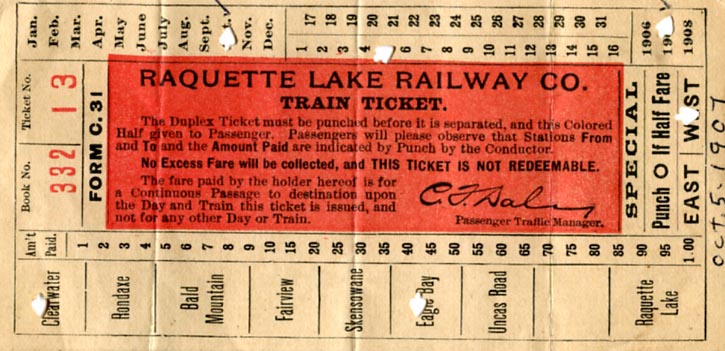 Jan. Feb. Mar. Apr. May June July Aug. Sept. Nov. Dec.
17 18 19 20 21 22 23 24 25 26 27 28 29 30 31
1 2 3 4 6 7 8 9 10 11 12 13 14 15 16
1906 1908
Ticket No. 13
Book No. 332
FORM C. 31
RAQUETTE LAKE RAILWAY CO.
TRAIN TICKET.
The Duplex Ticket must be punched before it is separated, and this Colored
Half given to Passenger. Passengers will please observe that Stations From
and To and the Amount Paid are indicated by Punch by the Conductor.
No Excess Fare will be collected, and THIS TICKET IS NOT REDEEMABLE.
The fare paid by the holder hereof is for
a Continuous Passage to destination upon
the Day and Train this ticket is issued, and
not for any other Day or Train.
C. F. Daly
Passenger Traffic Manager.
SPECIAL
Punch O If Half Fare
EAST WEST
Oct 5-1907
Am't
Paid.
1 2 3 4 5 6 7 8 9 10 15 20 25 30 35 40 45 50 55 60 65 70 75 80 85 90 95 1.00
Clearwater
Rondaxe
Bald
Mountain
Fairview
Skensowane
Eagle Bay
Uncas Road
Raquette
Lake